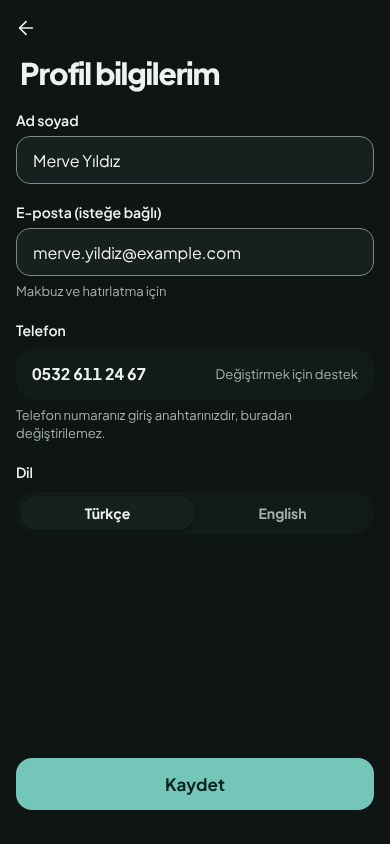 Profil bilgilerim
Ad soyad
Merve Yıldız
E-posta (isteğe bağlı)
merve.yildiz@example.com
Makbuz ve hatırlatma için
Telefon
0532 611 24 67 Değiştirmek için destek
Telefon numaranız giriş anahtarınızdır, buradan
değiştirilemez.
Dil
Türkçe English
Kaydet